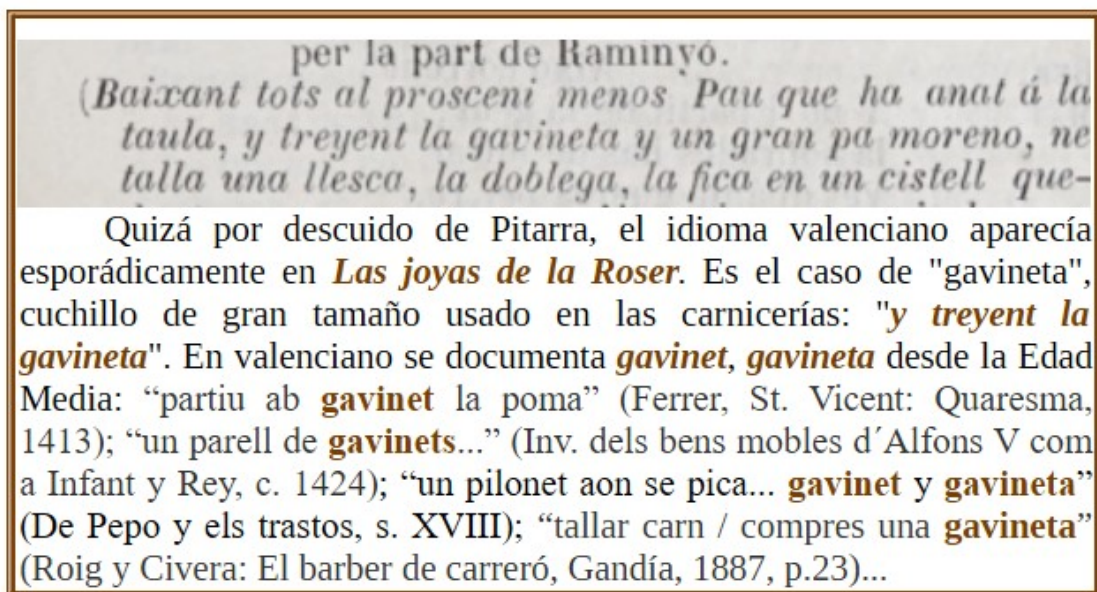 per la part de Raminyó.
(Baixant tots al prosceni menos Pau que ha anat á la
taula, y treyent la gavineta y un gran pa moreno, ne
talla una llesca, la doblega, la fica en un cistell que-
Quizá por descuido de Pitarra, el idioma valenciano aparecía
esporádicamente en Las joyas de la Roser. Es el caso de "gavineta",
cuchillo de gran tamaño usado en las carnicerías: "y treyent la
gavineta". En valenciano se documenta gavinet, gavineta desde la Edad
Media: “partiu ab gavinet la poma” (Ferrer, St. Vicent: Quaresma,
1413); “un parell de gavinets...” (Inv. dels bens mobles d´Alfons V com
a Infant y Rey, c. 1424); “un pilonet aon se pica... gavinet y gavineta”
(De Pepo y els trastos, s. XVIII); “tallar carn / compres una gavineta”
(Roig y Civera: El barber de carreró, Gandía, 1887, p.23)...